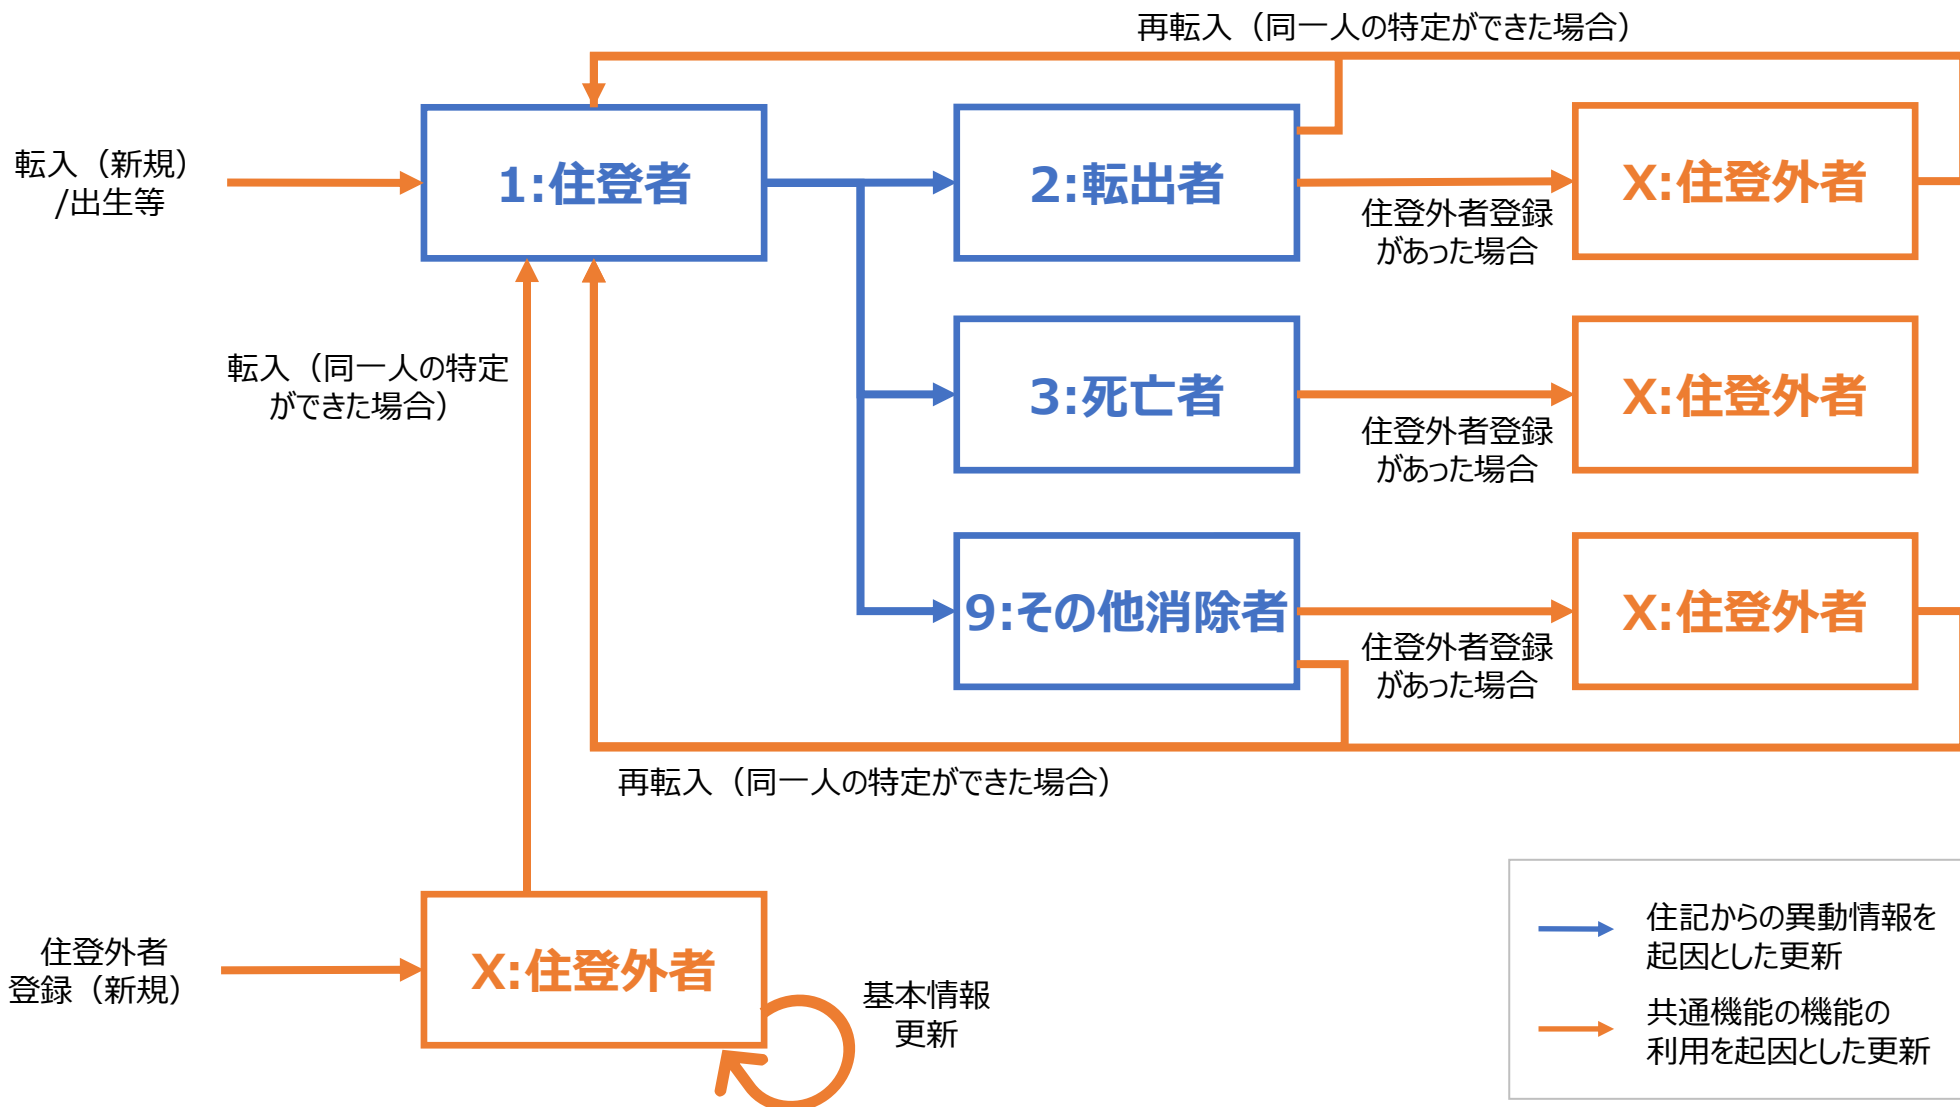 再転入（同一人の特定ができた場合）
転入（新規）
/出生等
1:住登者
2:転出者
X:住登外者
住登外者登録
があった場合
転入（同一人の特定
ができた場合）
3:死亡者
X:住登外者
住登外者登録
があった場合
9:その他消除者
X:住登外者
住登外者登録
があった場合
再転入（同一人の特定ができた場合）
住登外者
登録（新規）
X:住登外者
基本情報
更新
住記からの異動情報を
起因とした更新
共通機能の機能の
利用を起因とした更新